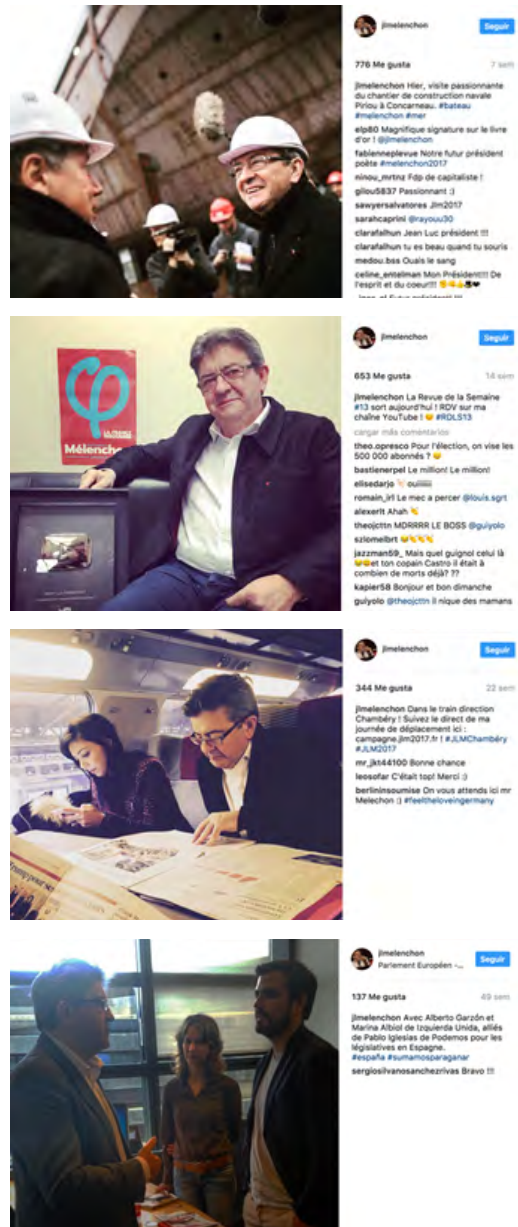 jlmelenchon
Seguir
776 Me gusta
7 sem
jlmelenchon Hier, visite passionnante
du chantier de construction navale
Piriou à Concarneau. #bateau
#melenchon #mer
elp80 Magnifique signature sur le livre
d'or ! @jlmelenchon
fabienneplevue Notre futur président
poète #melenchon2017
ninou_mrtnz Fdp de capitaliste !
gilou5837 Passionnant :)
sawyersalvatores Jlm2017
sarahcaprini @rayouu30
clarafalhun Jean Luc président !!!
clarafalhun tu es beau quand tu souris
medou.bss Ouais le sang
celine_entelman Mon Président!!! De
l'esprit et du coeur!!!
LA FRANCE
Mélench
jlmelenchon
Seguir
653 Me gusta
14 sem
jlmelenchon La Revue de la Semaine
#13 sort aujourd'hui ! RDV sur ma
chaîne YouTube ! 😀 #RDLS13
cargar más comentarios
theo.opresco Pour l'élection, on vise les
500 000 abonnés ?
bastienerpel Le million! Le million!
elisedarjo ouiiiiii
romain_irl Le mec a percer @louis.sgrt
alexerlt Ahah
theojcttn MDRRRR LE BOSS @guiyolo
szlomelbrt
jazzman59_ Mais quel guignol celui là
et ton copain Castro il était à
combien de morts déjà? ??
kapier58 Bonjour et bon dimanche
guiyolo @theojcttn il nique des mamans
jlmelenchon
Seguir
344 Me gusta
22 sem
jlmelenchon Dans le train direction
Chambéry ! Suivez le direct de ma
journée de déplacement ici :
campagne.jlm2017.fr ! #JLMChambéry
#JLM2017
mr_jkt44100 Bonne chance
leosofar C'était top! Merci :)
berlininsoumise On vous attends ici mr
Melechon :) #feeltheloveingermany
jlmelenchon
Parlement Européen -...
Seguir
137 Me gusta
49 sem
jlmelenchon Avec Alberto Garzón et
Marina Albiol de Izquierda Unida, alliés
de Pablo Iglesias de Podemos pour les
législatives en Espagne.
#españa #sumamosparaganar
sergiosilvanosanchezrivas Bravo !!!